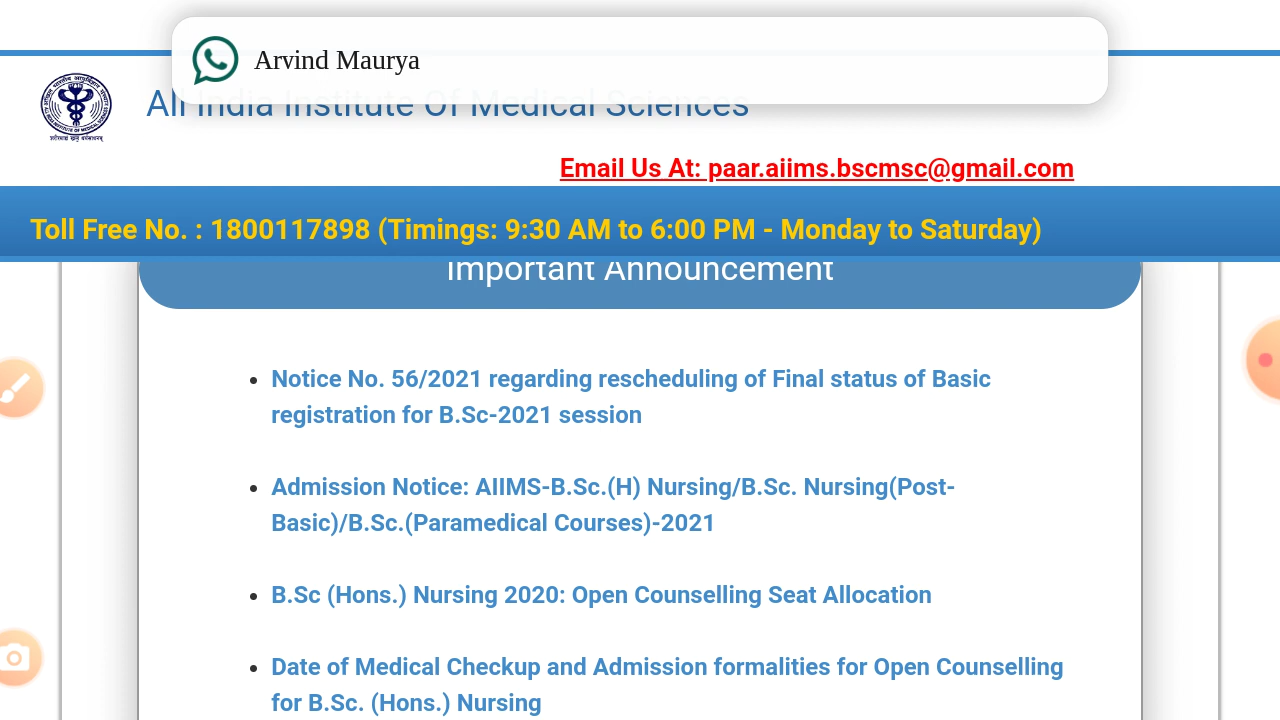 Arvind Maurya
All India Institute Of Medical Sciences
Email Us At: paar.aiims.bscmsc@gmail.com
Toll Free No. : 1800117898 (Timings: 9:30 AM to 6:00 PM - Monday to Saturday)
Important Announcement
• Notice No. 56/2021 regarding rescheduling of Final status of Basic
registration for B.Sc-2021 session
• Admission Notice: AIIMS-B.Sc.(H) Nursing/B.Sc. Nursing(Post-
Basic)/B.Sc.(Paramedical Courses)-2021
• B.Sc (Hons.) Nursing 2020: Open Counselling Seat Allocation
• Date of Medical Checkup and Admission formalities for Open Counselling
for B.Sc. (Hons.) Nursing